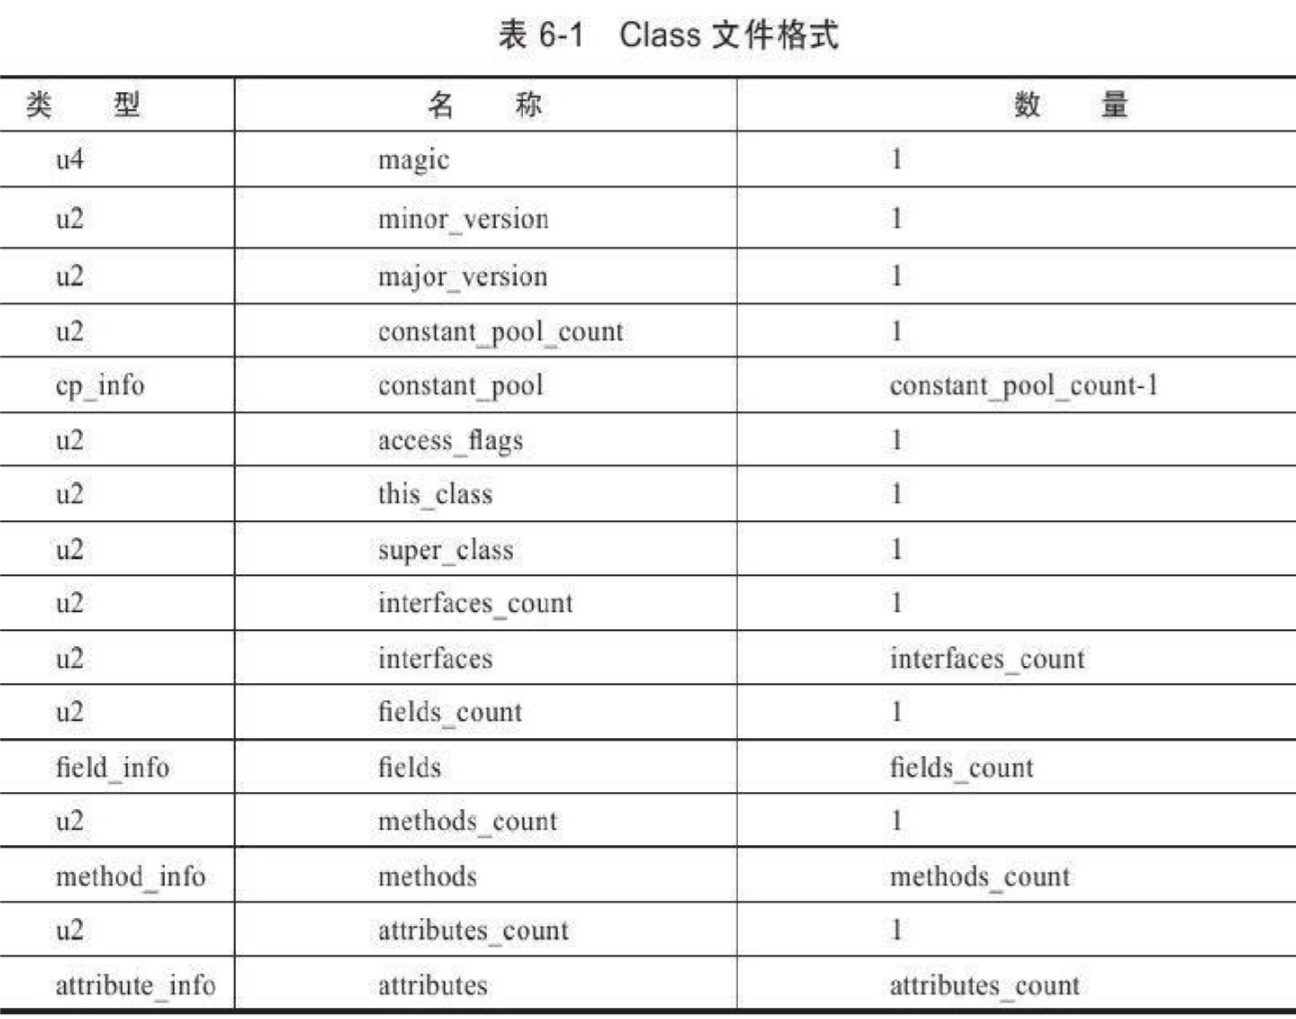 表 6-1 Class 文件格式
类 型 名 称 数 量
u4 magic 1
u2 minor_version 1
u2 major_version 1
u2 constant_pool_count 1
cp_info constant_pool constant_pool_count-1
u2 access_flags 1
u2 this_class 1
u2 super_class 1
u2 interfaces_count 1
u2 interfaces interfaces_count
u2 fields_count 1
field_info fields fields_count
u2 methods_count 1
method_info methods methods_count
u2 attributes_count 1
attribute_info attributes attributes_count